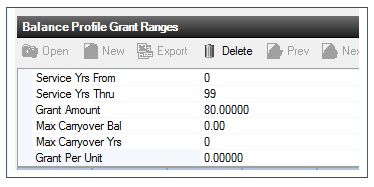 Balance Profile Grant Ranges
Open New Export Delete Prev Nex
Service Yrs From 0
Service Yrs Thru 99
Grant Amount 80.00000
Max Carryover Bal 0.00
Max Carryover Yrs 0
Grant Per Unit 0.00000